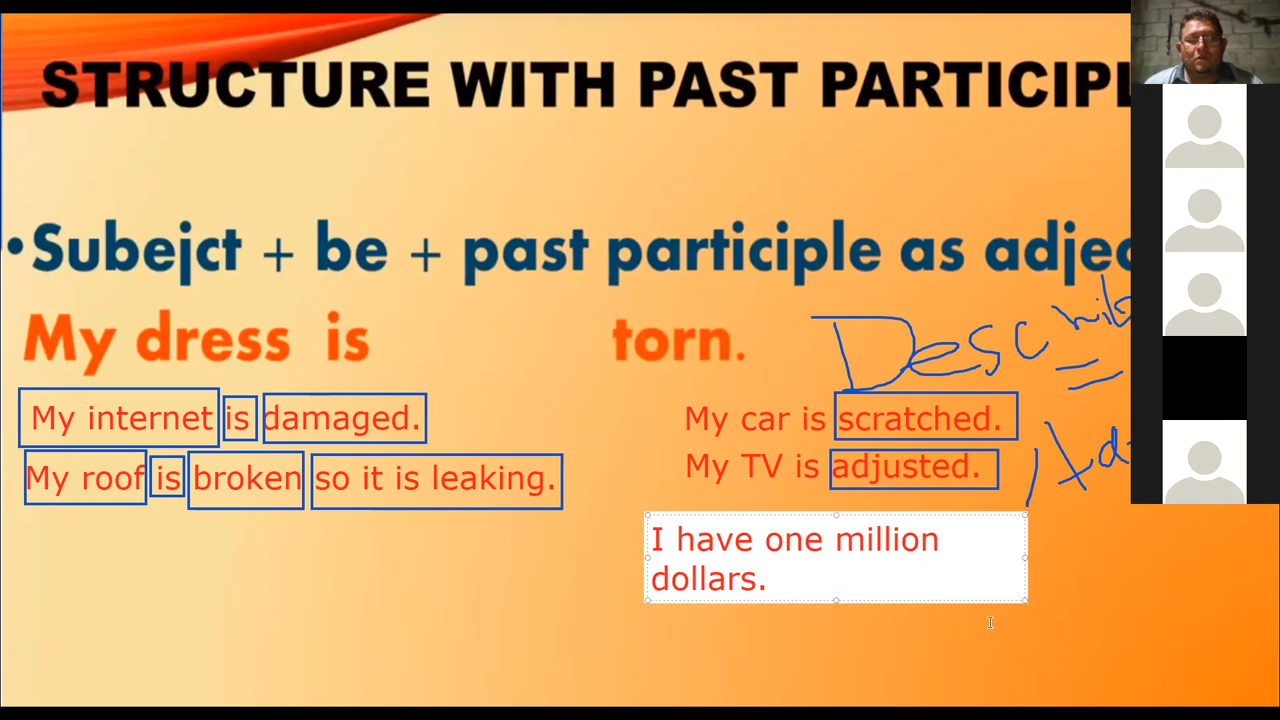 STRUCTURE WITH PAST PARTICIPL
•Subejct + be + past participle as adjec
My dress is torn.
My internet is damaged.
My roof is broken so it is leaking.
My car is scratched.
My TV is adjusted.
I have one million
dollars.